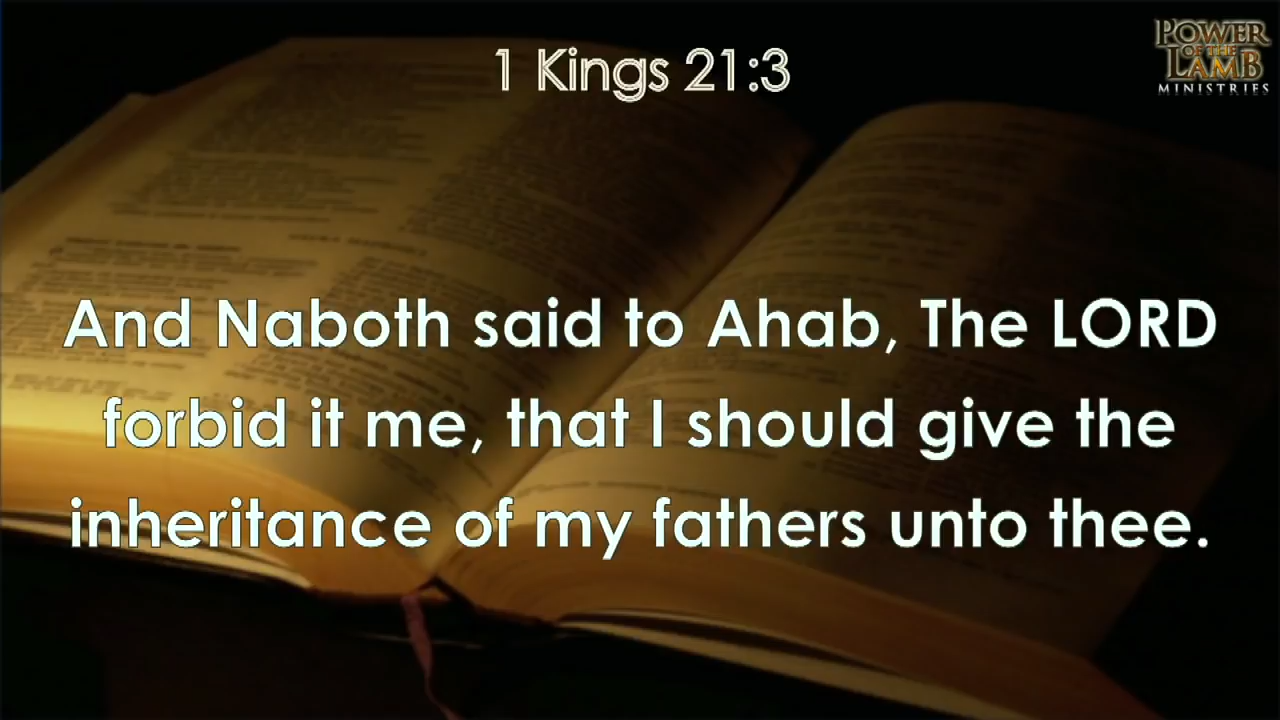 1 Kings 21:3
POWER
OF THE
LAMB
MINISTRIES
And Naboth said to Ahab, The LORD
forbid it me, that I should give the
inheritance of my fathers unto thee.